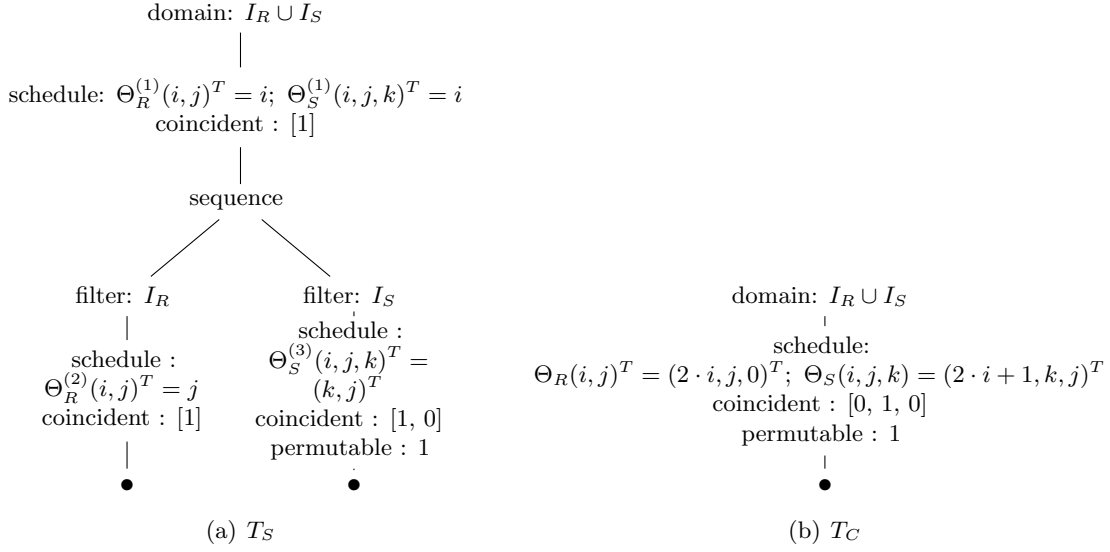 domain: I_R ∪ I_S
schedule: Θ_R^{(1)}(i, j)^T = i; Θ_S^{(1)}(i, j, k)^T = i
coincident : [1]
sequence
filter: I_R
schedule :
Θ_R^{(2)}(i, j)^T = j
coincident : [1]
filter: I_S
schedule :
Θ_S^{(3)}(i, j, k)^T =
(k, j)^T
coincident : [1, 0]
permutable : 1
(a) T_S
domain: I_R ∪ I_S
schedule:
Θ_R(i, j)^T = (2 · i, j, 0)^T; Θ_S(i, j, k) = (2 · i + 1, k, j)^T
coincident : [0, 1, 0]
permutable : 1
(b) T_C